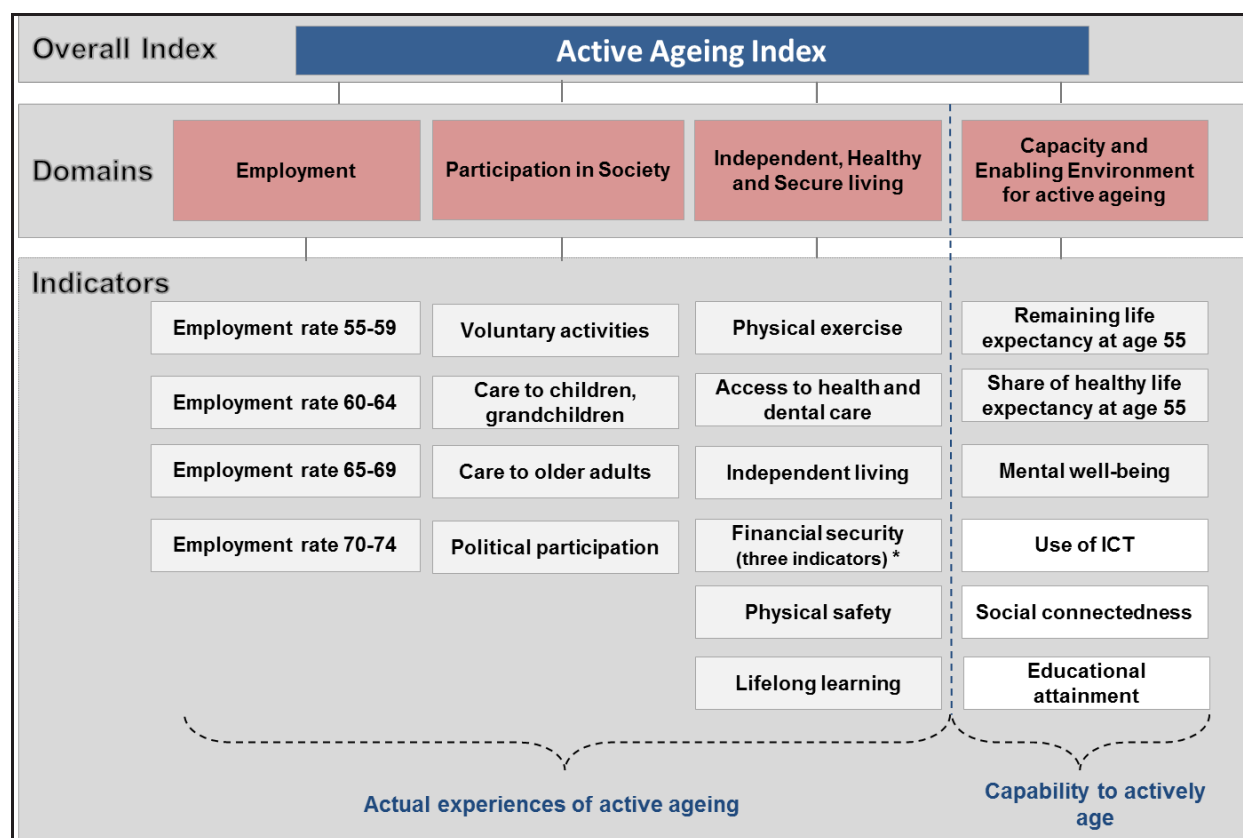 Overall Index
Active Ageing Index
Domains
Employment
Participation in Society
Independent, Healthy
and Secure living
Capacity and
Enabling Environment
for active ageing
Indicators
Employment rate 55-59
Voluntary activities
Physical exercise
Remaining life
expectancy at age 55
Employment rate 60-64
Care to children,
grandchildren
Access to health and
dental care
Share of healthy life
expectancy at age 55
Employment rate 65-69
Care to older adults
Independent living
Mental well-being
Employment rate 70-74
Political participation
Financial security
(three indicators) *
Use of ICT
Physical safety
Social connectedness
Lifelong learning
Educational
attainment
Actual experiences of active ageing
Capability to actively
age